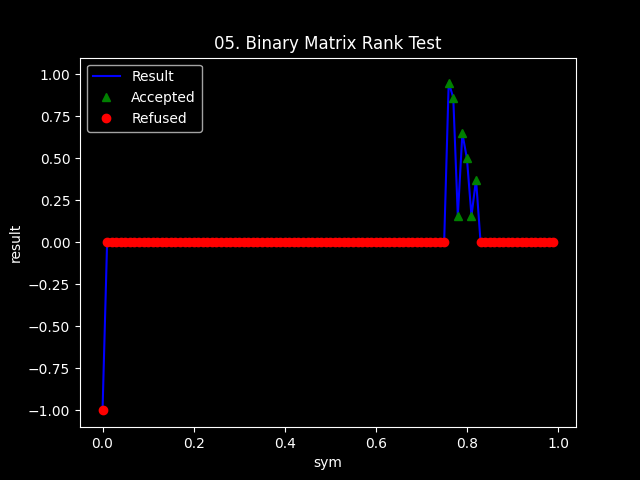 05. Binary Matrix Rank Test
Result
Accepted
Refused
1.00
0.75
0.50
0.25
0.00
−0.25
−0.50
−0.75
−1.00
result
0.0 0.2 0.4 0.6 0.8 1.0
sym